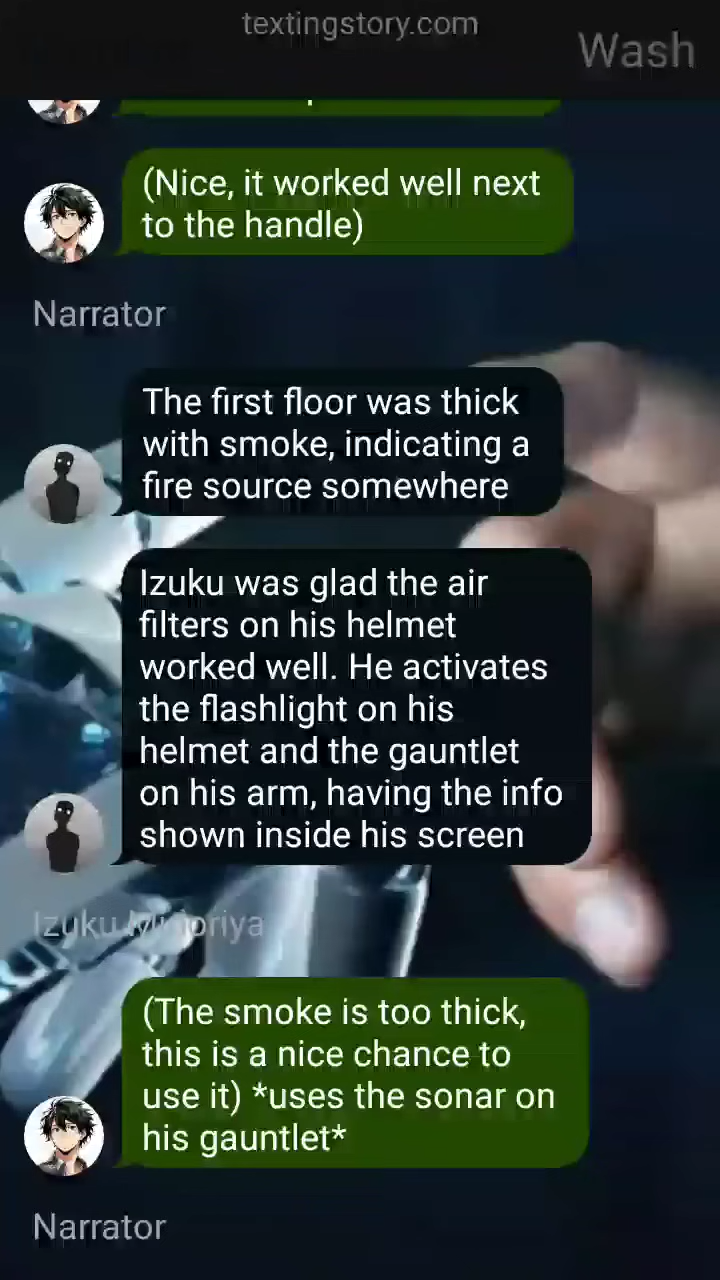 textingstory.com
Wash
(Nice, it worked well next
to the handle)
Narrator
The first floor was thick
with smoke, indicating a
fire source somewhere
Izuku was glad the air
filters on his helmet
worked well. He activates
the flashlight on his
helmet and the gauntlet
on his arm, having the info
shown inside his screen
Izuku Midoriya
(The smoke is too thick,
this is a nice chance to
use it) *uses the sonar on
his gauntlet*
Narrator